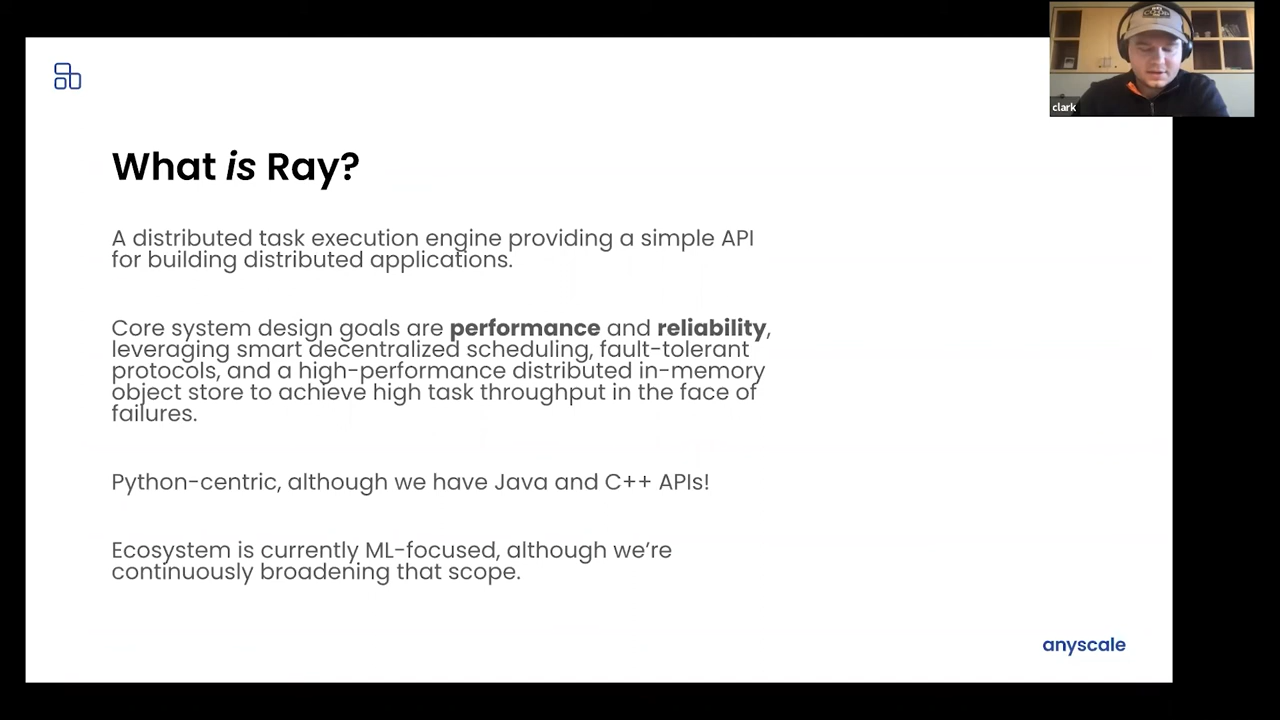 clark
What is Ray?
A distributed task execution engine providing a simple API
for building distributed applications.
Core system design goals are performance and reliability,
leveraging smart decentralized scheduling, fault-tolerant
protocols, and a high-performance distributed in-memory
object store to achieve high task throughput in the face of
failures.
Python-centric, although we have Java and C++ APIs!
Ecosystem is currently ML-focused, although we’re
continuously broadening that scope.
anyscale